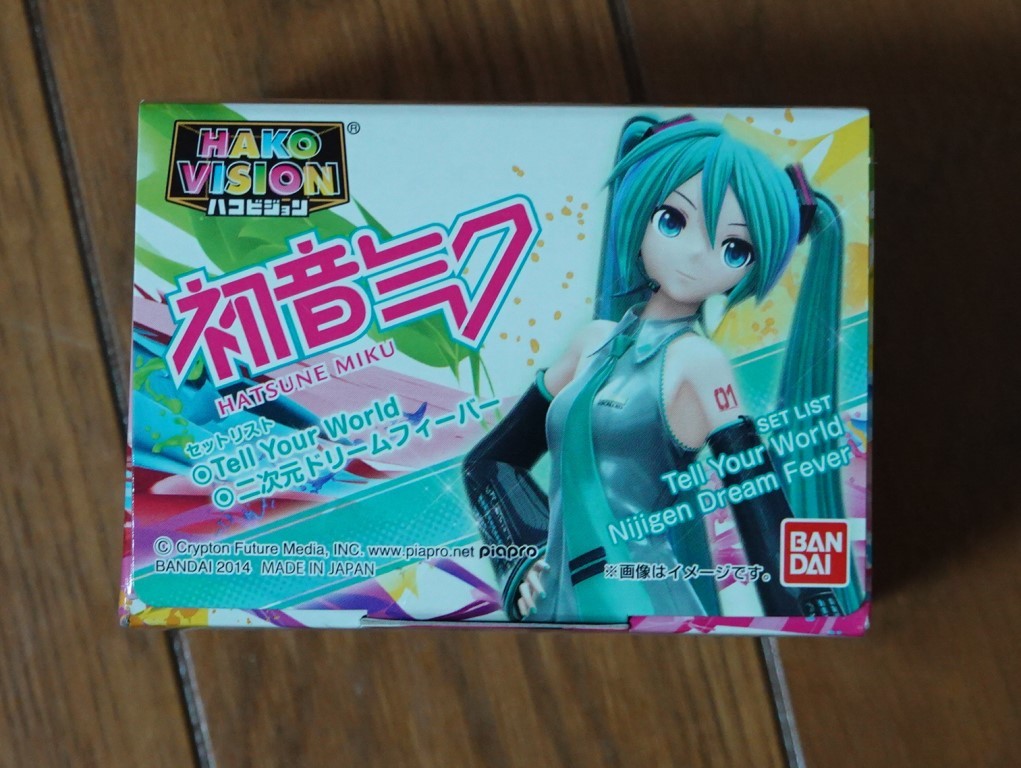 HAKO
VISION®
ハコビジョン
初音ミク
HATSUNE MIKU
セットリスト
◎Tell Your World
◎二次元ドリームフィーバー
01
SET LIST
Tell Your World
Nijigen Dream Fever
© Crypton Future Media, INC. www.piapro.net piapro
BANDAI 2014 MADE IN JAPAN
※画像はイメージです。
BAN
DAI